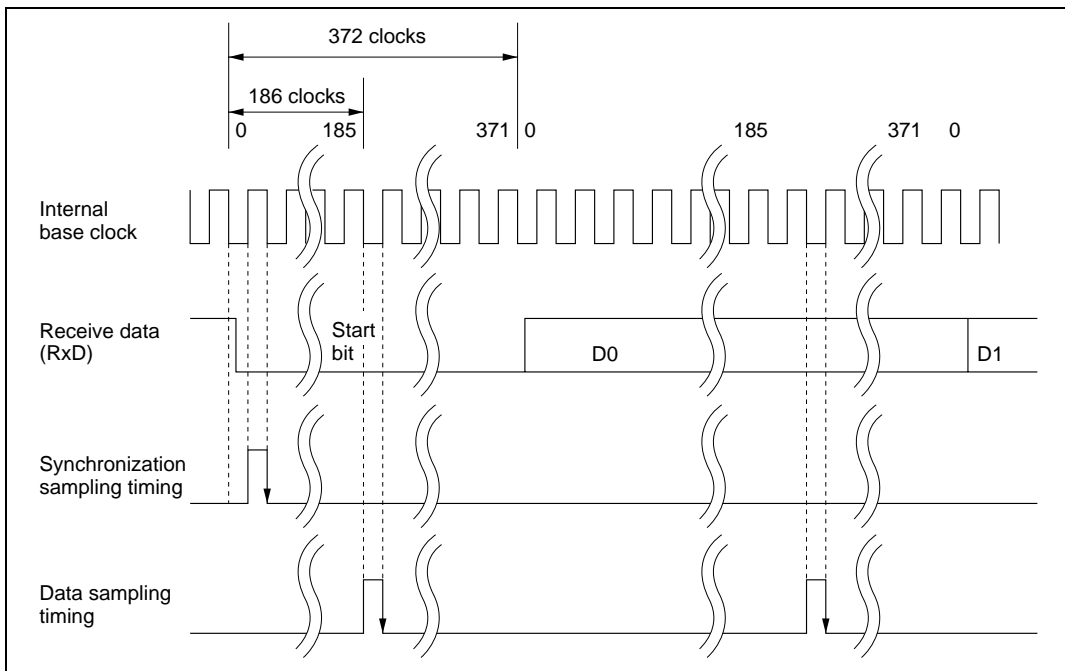 372 clocks
186 clocks
0 185 371 0 185 371 0
Internal
base clock
Receive data
(RxD)
Start
bit
D0
D1
Synchronization
sampling timing
Data sampling
timing